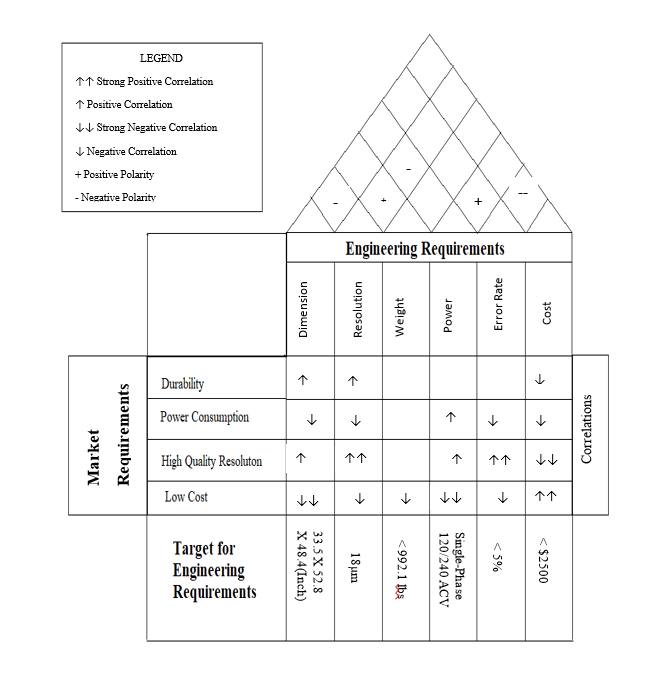 LEGEND
↑↑ Strong Positive Correlation
↑ Positive Correlation
↓↓ Strong Negative Correlation
↓ Negative Correlation
+ Positive Polarity
- Negative Polarity
-
- + + --
Engineering Requirements
Dimension
Resolution
Weight
Power
Error Rate
Cost
Market
Requirements
Correlations
Durability ↑ ↑ ↓
Power Consumption ↓ ↓ ↑ ↓ ↓
High Quality Resoluton ↑ ↑↑ ↑ ↑↑ ↓↓
Low Cost ↓↓ ↓ ↓ ↓↓ ↓ ↑↑
Target for
Engineering
Requirements
33.5 X 52.8
X 48.4(Inch)
18μm
< 992.1 lbs
Single-Phase
120/240 ACV
< 5%
< $2500